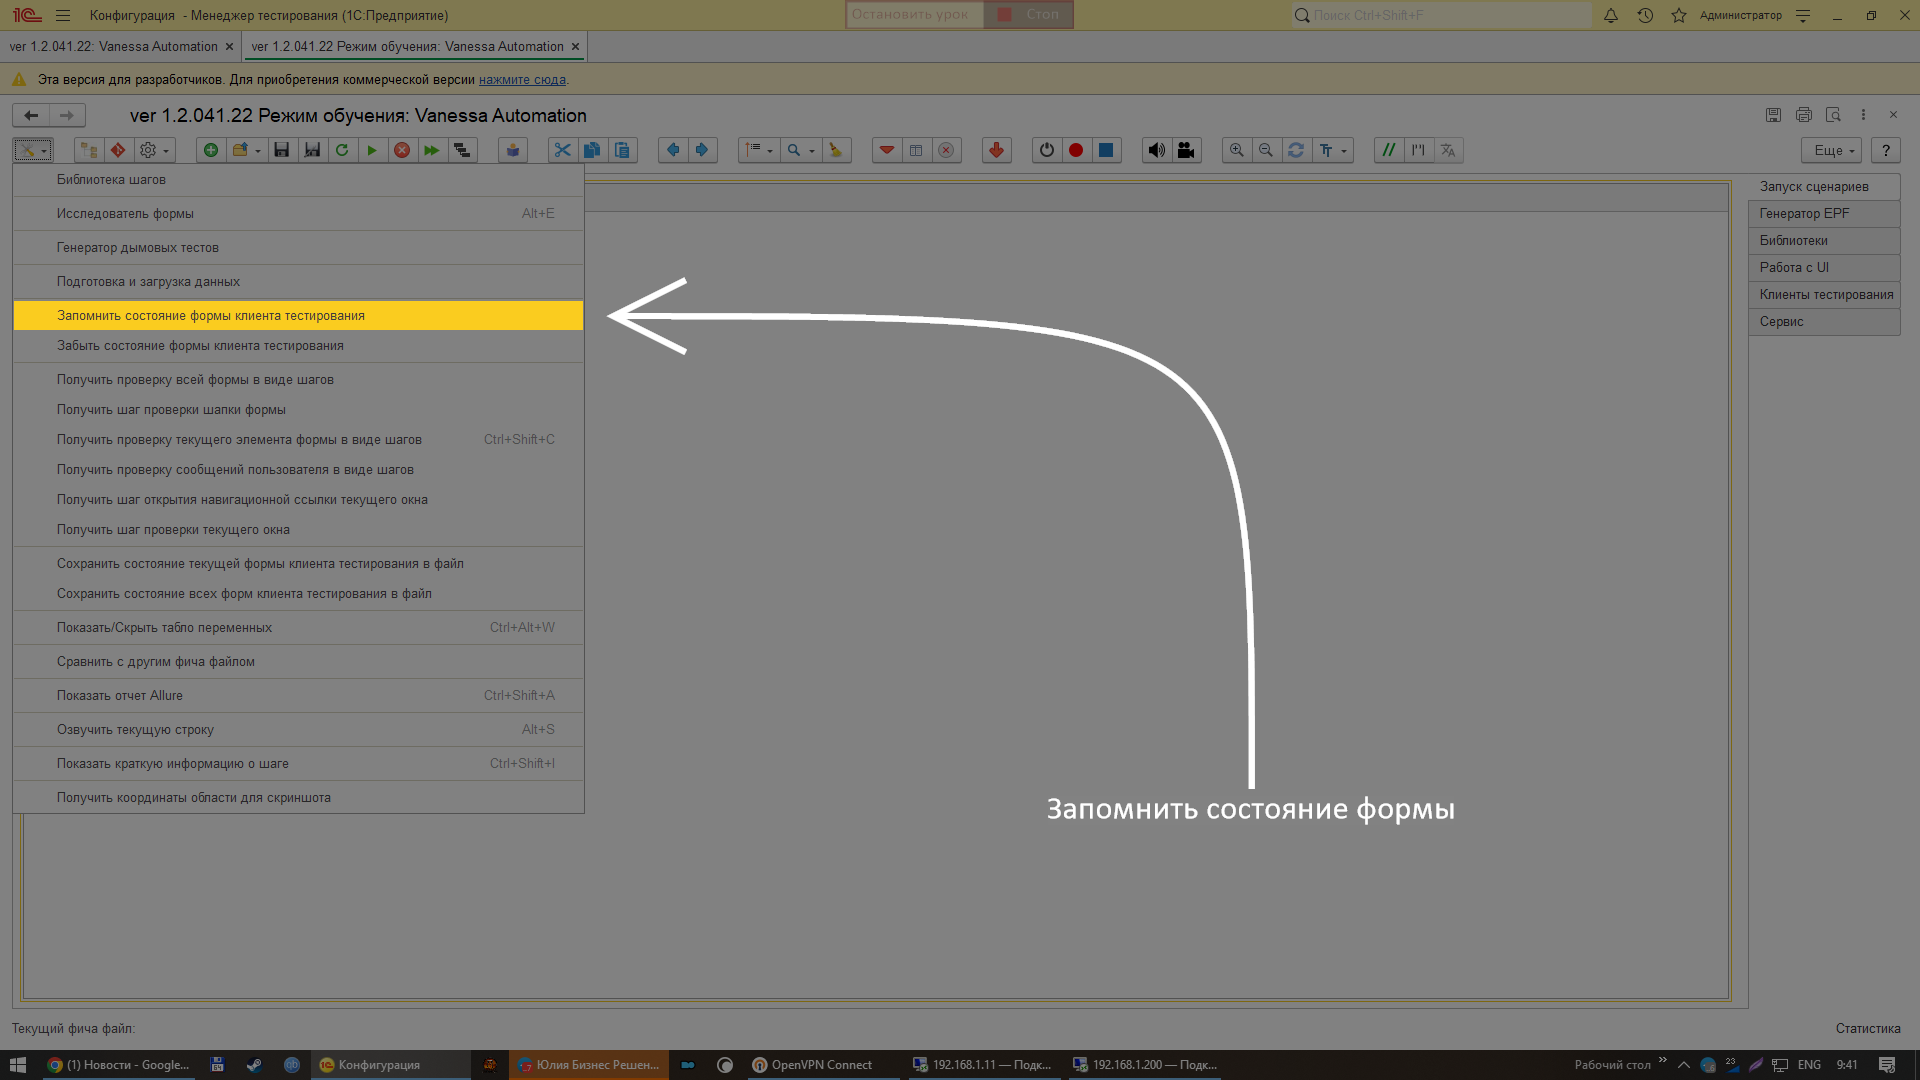 Конфигурация - Менеджер тестирования (1С:Предприятие)
Остановить урок
Стоп
Поиск Ctrl+Shift+F
Администратор
ver 1.2.041.22: Vanessa Automation
ver 1.2.041.22 Режим обучения: Vanessa Automation
Эта версия для разработчиков. Для приобретения коммерческой версии нажмите сюда.
ver 1.2.041.22 Режим обучения: Vanessa Automation
Еще
?
Библиотека шагов
Исследователь формы Alt+E
Генератор дымовых тестов
Подготовка и загрузка данных
Запомнить состояние формы клиента тестирования
Забыть состояние формы клиента тестирования
Получить проверку всей формы в виде шагов
Получить шаг проверки шапки формы
Получить проверку текущего элемента формы в виде шагов Ctrl+Shift+C
Получить проверку сообщений пользователя в виде шагов
Получить шаг открытия навигационной ссылки текущего окна
Получить шаг проверки текущего окна
Сохранить состояние текущей формы клиента тестирования в файл
Сохранить состояние всех форм клиента тестирования в файл
Показать/Скрыть табло переменных Ctrl+Alt+W
Сравнить с другим фича файлом
Показать отчет Allure Ctrl+Shift+A
Озвучить текущую строку Alt+S
Показать краткую информацию о шаге Ctrl+Shift+I
Получить координаты области для скриншота
Запуск сценариев
Генератор EPF
Библиотеки
Работа с UI
Клиенты тестирования
Сервис
Запомнить состояние формы
Текущий фича файл:
Статистика
(1) Новости - Google...
Конфигурация
Юлия Бизнес Решен...
OpenVPN Connect
192.168.1.11 — Подк...
192.168.1.200 — Подк...
Рабочий стол
23
ENG
9:41